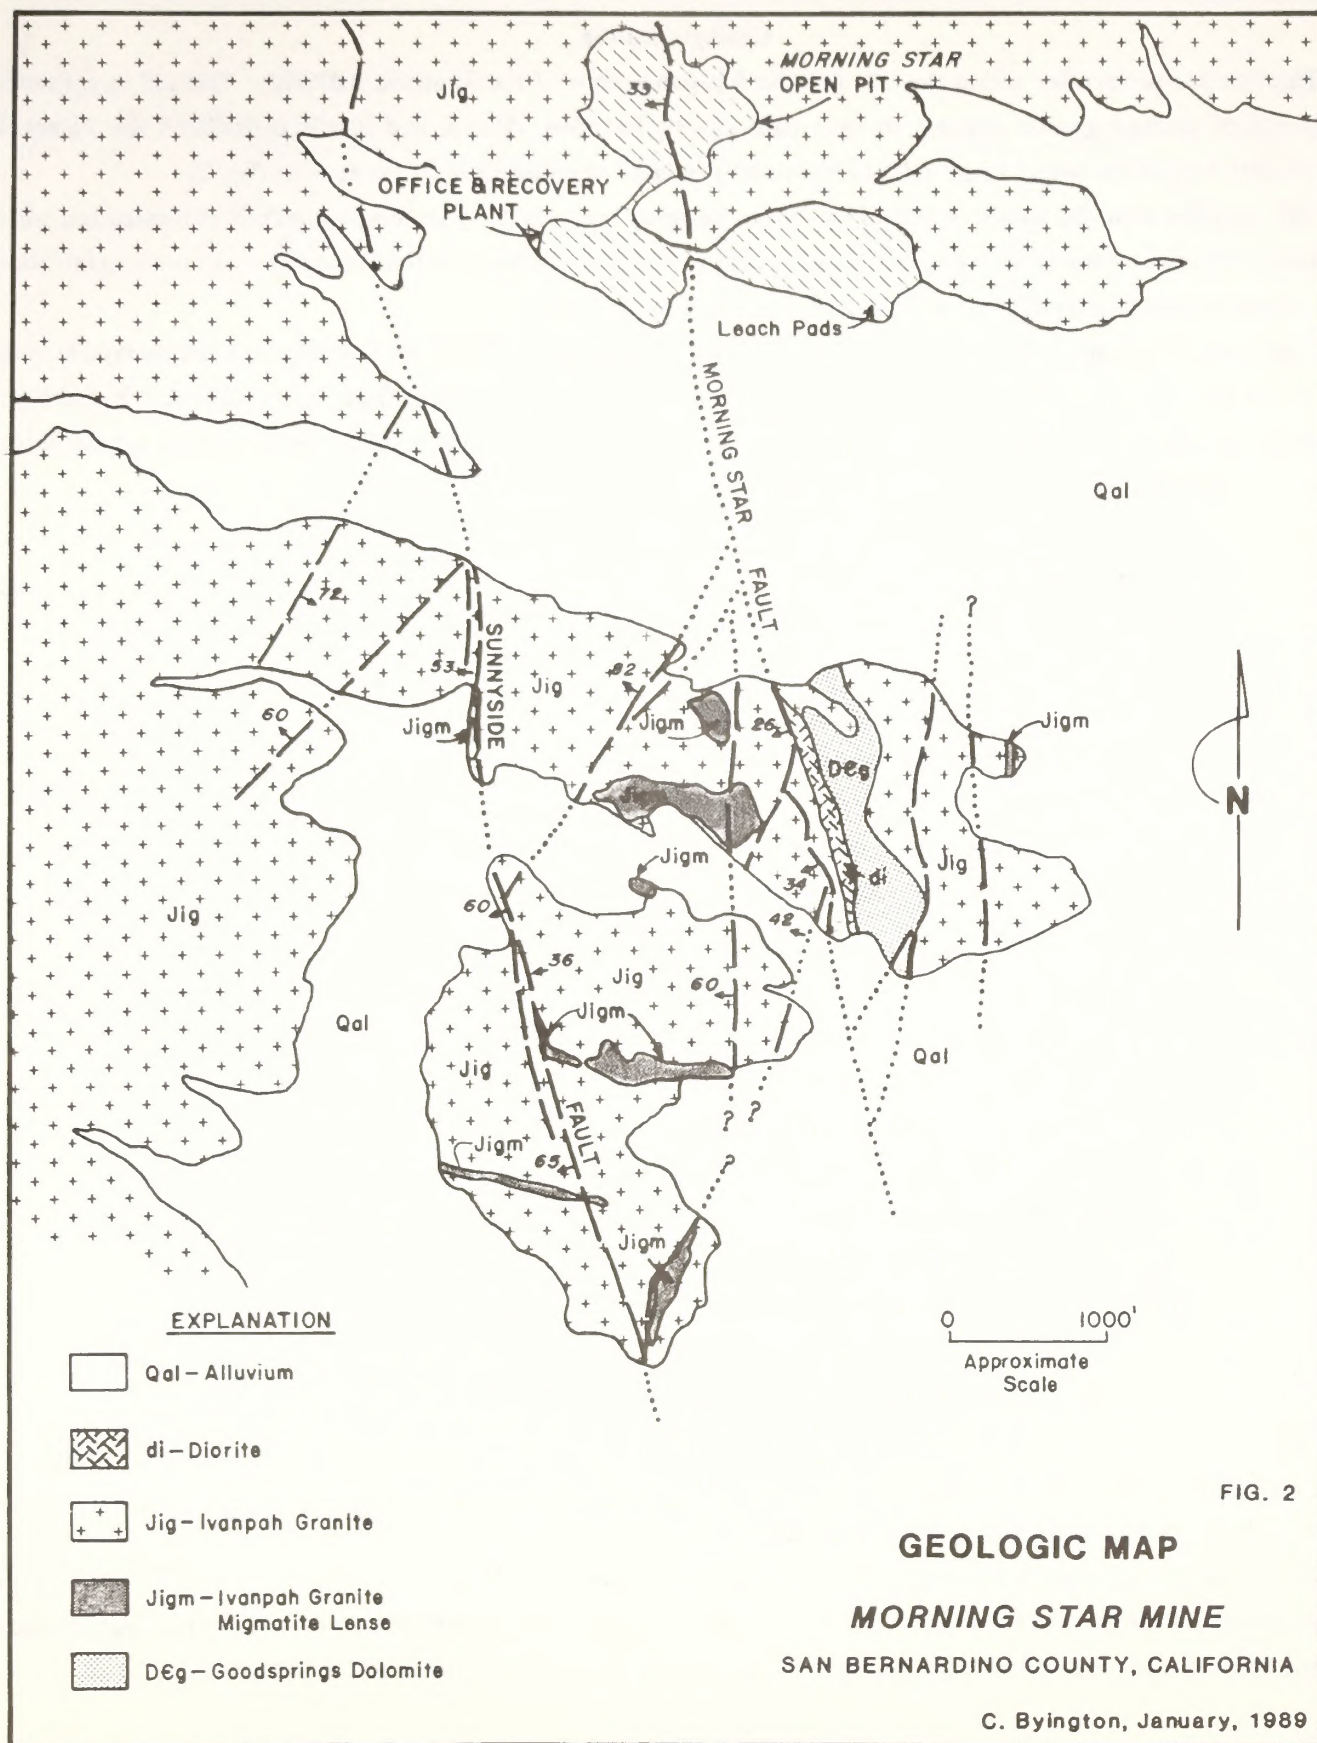 MORNING STAR
OPEN PIT
Jig
33
OFFICE & RECOVERY
PLANT
Leach Pads
MORNING STAR
FAULT
Qal
72
53
SUNNYSIDE
Jig
82
Jigm
Jigm
26
?
Jigm
60
Jigm
D€g
N
Jigm
34
di
Jig
Jig
60
42
36
Jig
60
Jigm
Qal
Qal
Jig
FAULT
?
?
Jigm
65
?
Jigm
EXPLANATION
0 1000'
Approximate
Scale
Qal – Alluvium
di – Diorite
Jig – Ivanpah Granite
Jigm – Ivanpah Granite
Migmatite Lense
D€g – Goodsprings Dolomite
FIG. 2
GEOLOGIC MAP
MORNING STAR MINE
SAN BERNARDINO COUNTY, CALIFORNIA
C. Byington, January, 1989